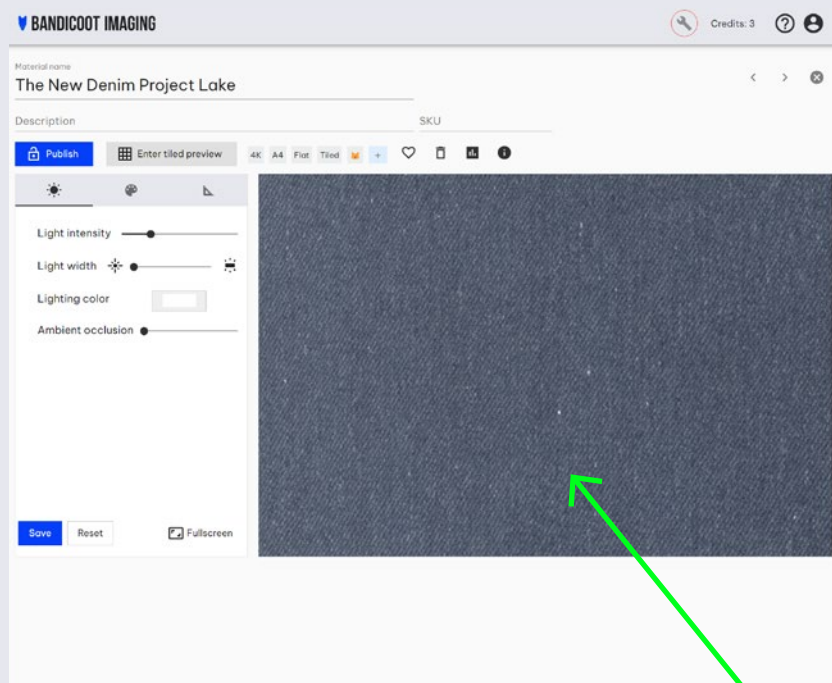 BANDICOOT IMAGING
Credits: 3
Material name
The New Denim Project Lake
Description
SKU
Publish
Enter tiled preview
4K
A4
Flat
Tiled
+
Light intensity
Light width
Lighting color
Ambient occlusion
Save
Reset
Fullscreen